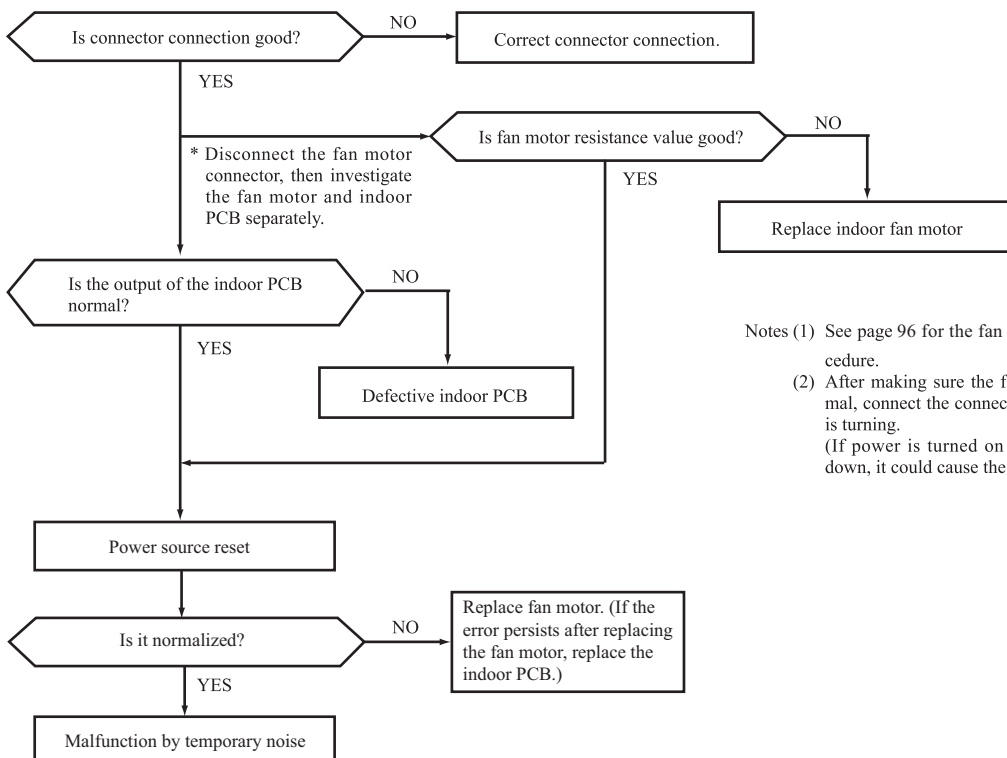 Is connector connection good?
NO
Correct connector connection.
YES
Is fan motor resistance value good?
NO
* Disconnect the fan motor
connector, then investigate
the fan motor and indoor
PCB separately.
YES
Replace indoor fan motor
Is the output of the indoor PCB
normal?
NO
YES
Defective indoor PCB
Notes (1) See page 96 for the fan
cedure.
(2) After making sure the f
mal, connect the connec
is turning.
(If power is turned on
down, it could cause the
Power source reset
Is it normalized?
NO
Replace fan motor. (If the
error persists after replacing
the fan motor, replace the
indoor PCB.)
YES
Malfunction by temporary noise